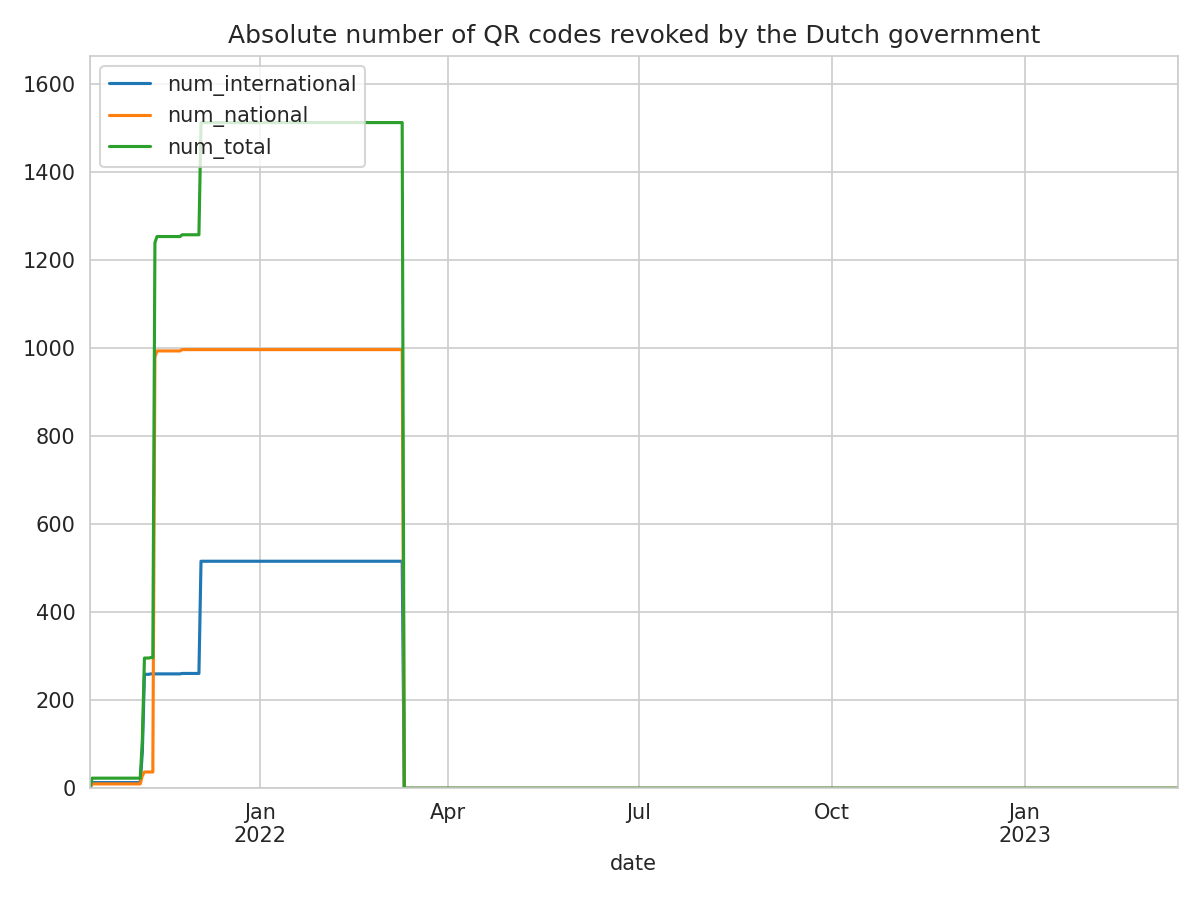 Absolute number of QR codes revoked by the Dutch government
num_international
num_national
num_total
1600
1400
1200
1000
800
600
400
200
0
Jan
2022
Apr
Jul
Oct
Jan
2023
date